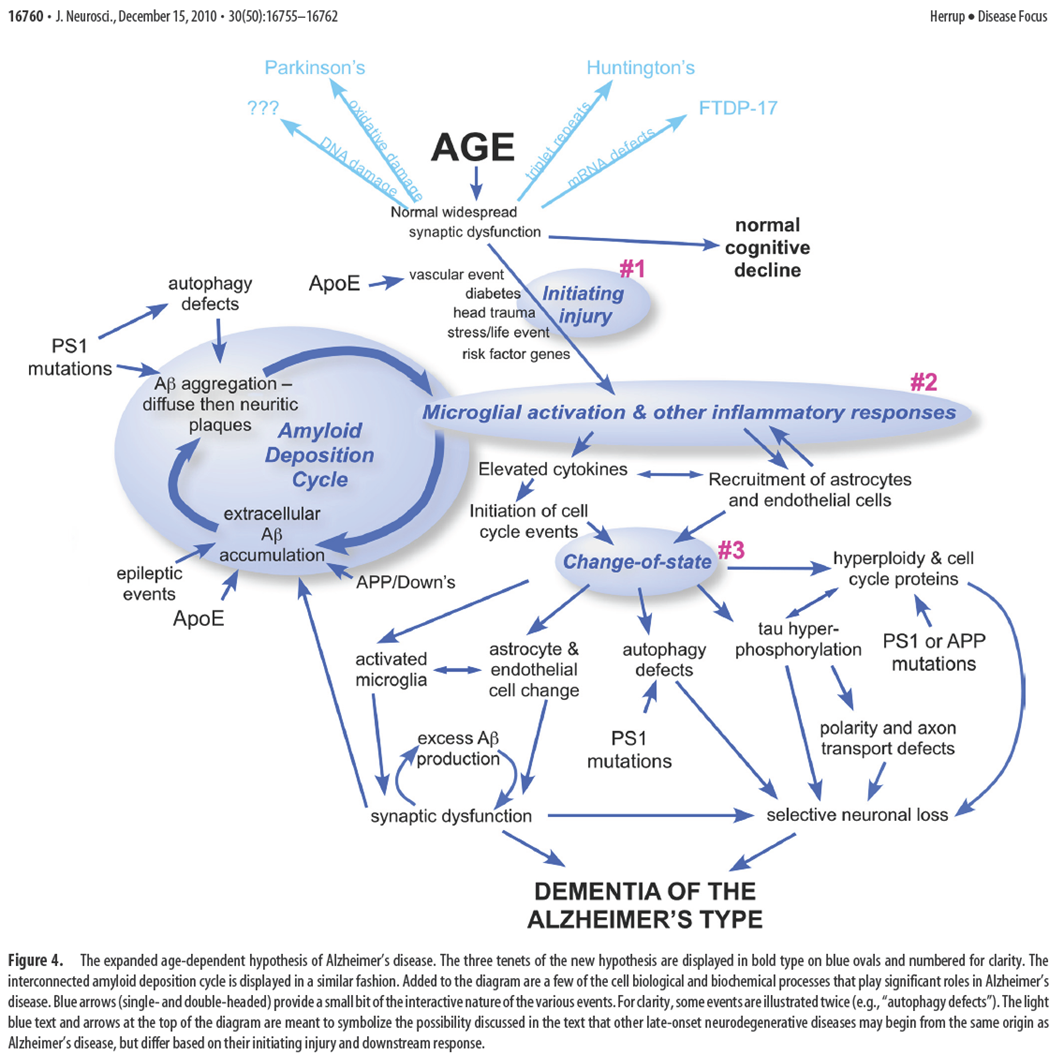 16760 • J. Neurosci., December 15, 2010 • 30(50):16755–16762
Herrup • Disease Focus
Parkinson's
Huntington's
???
FTDP-17
oxidative damage
DNA damage
triplet repeats
mRNA defects
AGE
Normal widespread
synaptic dysfunction
normal
cognitive
decline
#1
Initiating
injury
ApoE
vascular event
diabetes
head trauma
stress/life event
risk factor genes
autophagy
defects
PS1
mutations
Aβ aggregation –
diffuse then neuritic
plaques
Amyloid
Deposition
Cycle
extracellular
Aβ
accumulation
epileptic
events
ApoE
APP/Down's
#2
Microglial activation & other inflammatory responses
Elevated cytokines
Recruitment of astrocytes
and endothelial cells
Initiation of cell
cycle events
#3
Change-of-state
hyperploidy & cell
cycle proteins
activated
microglia
astrocyte &
endothelial
cell change
autophagy
defects
tau hyper-
phosphorylation
PS1 or APP
mutations
PS1
mutations
polarity and axon
transport defects
excess Aβ
production
synaptic dysfunction
selective neuronal loss
DEMENTIA OF THE
ALZHEIMER'S TYPE
Figure 4. The expanded age-dependent hypothesis of Alzheimer's disease. The three tenets of the new hypothesis are displayed in bold type on blue ovals and numbered for clarity. The
interconnected amyloid deposition cycle is displayed in a similar fashion. Added to the diagram are a few of the cell biological and biochemical processes that play significant roles in Alzheimer's
disease. Blue arrows (single- and double-headed) provide a small bit of the interactive nature of the various events. For clarity, some events are illustrated twice (e.g., "autophagy defects"). The light
blue text and arrows at the top of the diagram are meant to symbolize the possibility discussed in the text that other late-onset neurodegenerative diseases may begin from the same origin as
Alzheimer's disease, but differ based on their initiating injury and downstream response.